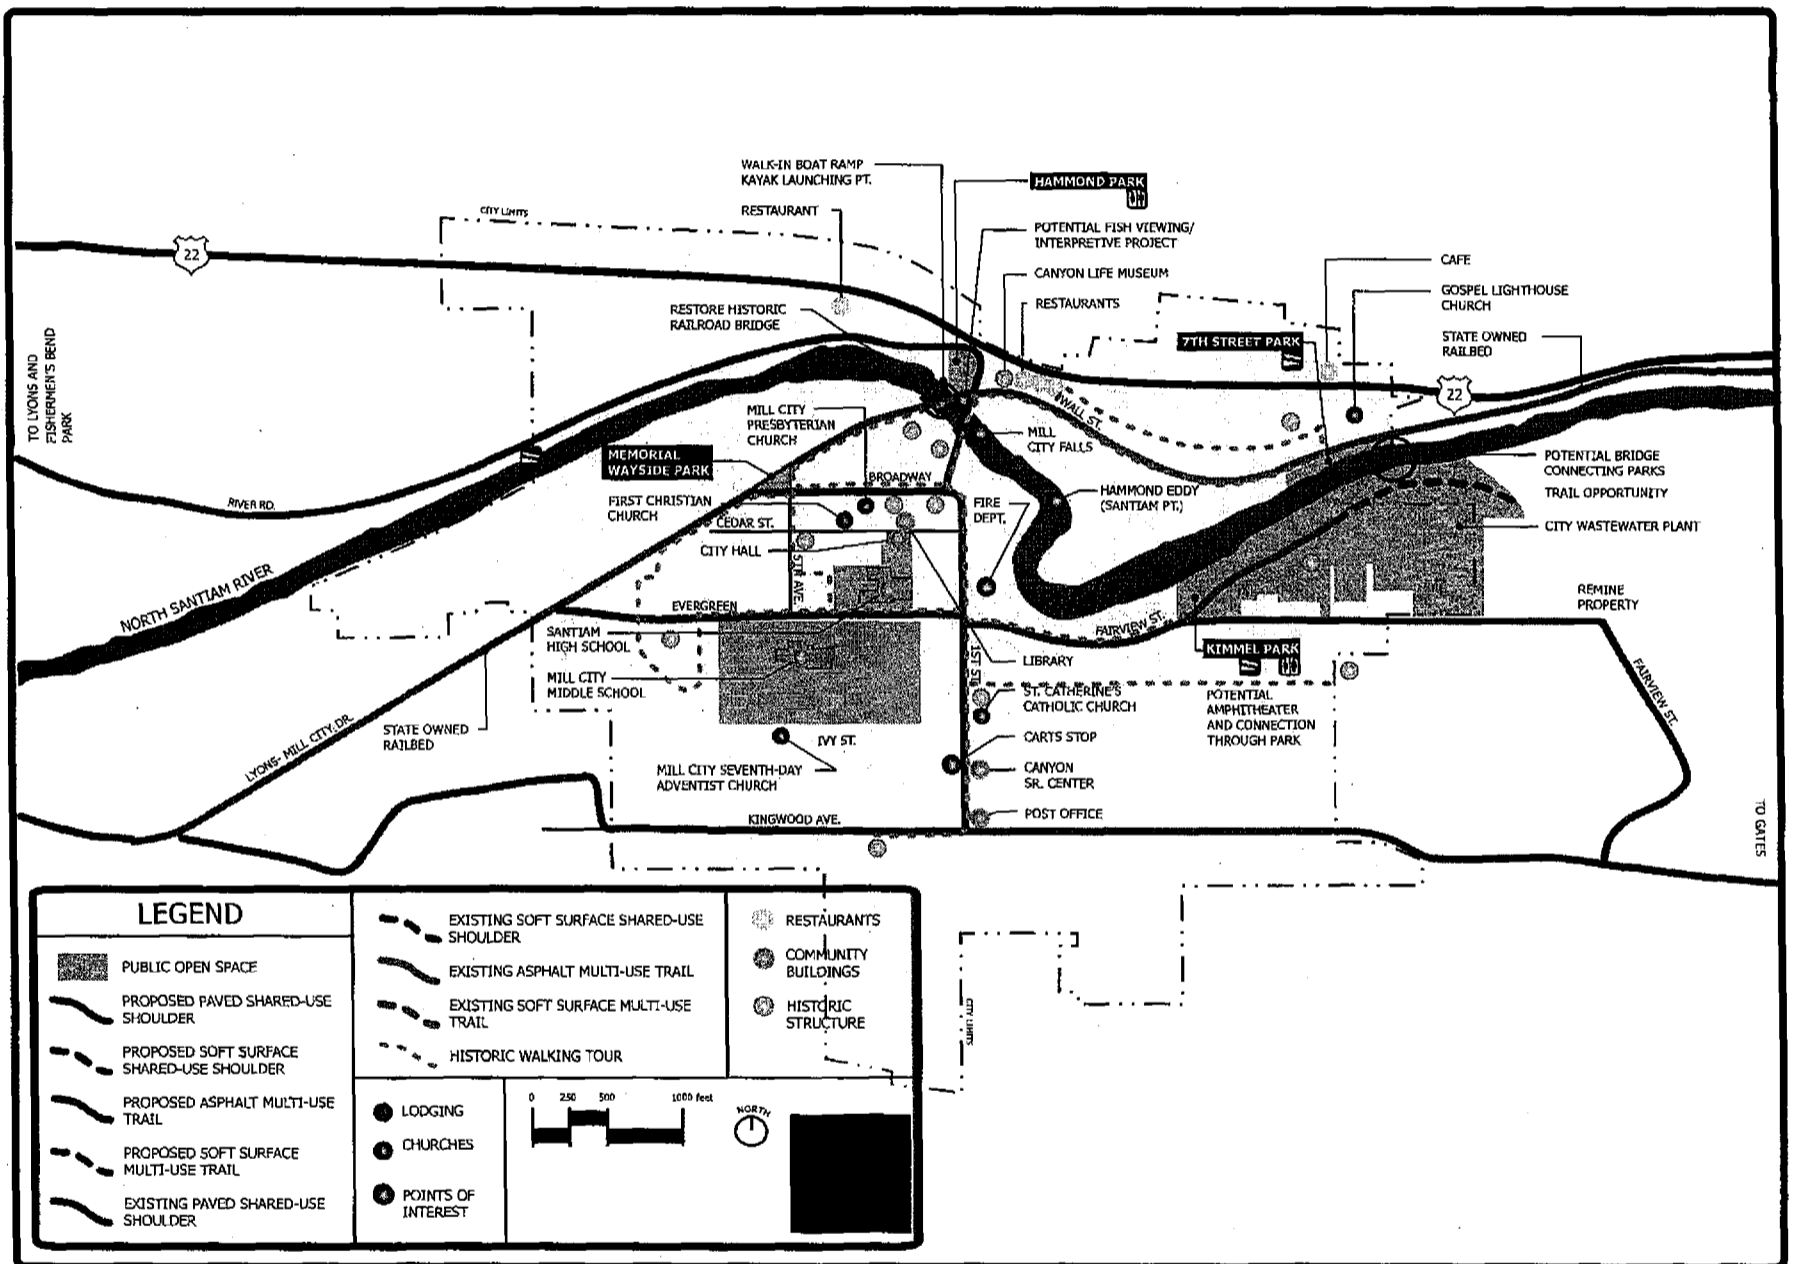 WALK-IN BOAT RAMP
KAYAK LAUNCHING PT.
HAMMOND PARK
RESTAURANT
CITY LIMITS
POTENTIAL FISH VIEWING/
INTERPRETIVE PROJECT
22
CANYON LIFE MUSEUM
CAFE
RESTORE HISTORIC
RAILROAD BRIDGE
RESTAURANTS
GOSPEL LIGHTHOUSE
CHURCH
7TH STREET PARK
STATE OWNED
RAILBED
TO LYONS AND
FISHERMEN'S BEND
PARK
22
WALL ST.
MILL CITY
PRESBYTERIAN
CHURCH
MILL
CITY FALLS
MEMORIAL
WAYSIDE PARK
BROADWAY
POTENTIAL BRIDGE
CONNECTING PARKS
RIVER RD.
FIRST CHRISTIAN
CHURCH
FIRE
DEPT.
HAMMOND EDDY
(SANTIAM PT.)
TRAIL OPPORTUNITY
CEDAR ST.
CITY WASTEWATER PLANT
CITY HALL
5TH AVE.
NORTH SANTIAM RIVER
EVERGREEN
REMINE
PROPERTY
FAIRVIEW ST.
SANTIAM
HIGH SCHOOL
KIMMEL PARK
1ST ST.
LIBRARY
MILL CITY
MIDDLE SCHOOL
ST. CATHERINE'S
CATHOLIC CHURCH
POTENTIAL
AMPHITHEATER
AND CONNECTION
THROUGH PARK
FAIRVIEW ST.
LYONS- MILL CITY DR.
STATE OWNED
RAILBED
IVY ST.
CARTS STOP
MILL CITY SEVENTH-DAY
ADVENTIST CHURCH
CANYON
SR. CENTER
POST OFFICE
KINGWOOD AVE.
TO GATES
CITY LIMITS
LEGEND
PUBLIC OPEN SPACE
PROPOSED PAVED SHARED-USE
SHOULDER
PROPOSED SOFT SURFACE
SHARED-USE SHOULDER
PROPOSED ASPHALT MULTI-USE
TRAIL
PROPOSED SOFT SURFACE
MULTI-USE TRAIL
EXISTING PAVED SHARED-USE
SHOULDER
EXISTING SOFT SURFACE SHARED-USE
SHOULDER
EXISTING ASPHALT MULTI-USE TRAIL
EXISTING SOFT SURFACE MULTI-USE
TRAIL
HISTORIC WALKING TOUR
RESTAURANTS
COMMUNITY
BUILDINGS
HISTORIC
STRUCTURE
LODGING
CHURCHES
POINTS OF
INTEREST
0 250 500 1000 feet
NORTH